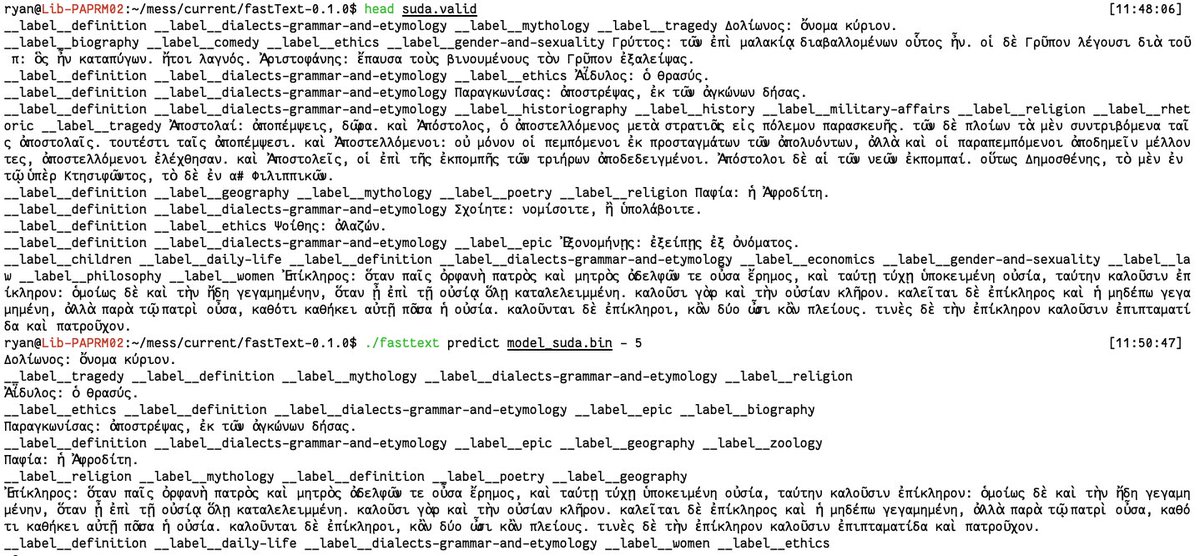 ryan@Lib-PAPRM02:~/mess/current/fastText-0.1.0$ head suda.valid [11:48:06]
__label__definition __label__dialects-grammar-and-etymology __label__mythology __label__tragedy Δολίωνος: ὄνομα κύριον.
__label__biography __label__comedy __label__ethics __label__gender-and-sexuality Γρύττος: τῶν ἐπὶ μαλακίᾳ διαβαλλομένων οὗτος ἦν. οἱ δὲ Γρῦπον λέγουσι διὰ τοῦ
π: ὃς ἦν καταπύγων. ἤτοι λαγνός. Ἀριστοφάνης: ἔπαυσα τοὺς βινουμένους τὸν Γρῦπον ἐξαλείψας.
__label__definition __label__dialects-grammar-and-etymology __label__ethics Ἄϊδυλος: ὁ θρασύς.
__label__definition __label__dialects-grammar-and-etymology Παραγκωνίσας: ἀποστρέψας, ἐκ τῶν ἀγκώνων δήσας.
__label__definition __label__dialects-grammar-and-etymology __label__historiography __label__history __label__military-affairs __label__religion __label__rhet
oric __label__tragedy Ἀποστολαί: ἀποπέμψεις, δῶρα. καὶ Ἀπόστολος, ὁ ἀποστελλόμενος μετὰ στρατιᾶς εἰς πόλεμον παρασκευῆς. τῶν δὲ πλοίων τὰ μὲν συντριβόμενα ταῖ
ς ἀποστολαῖς. τουτέστι ταῖς ἀποπέμψεσι. καὶ Ἀποστελλόμενοι: οὐ μόνον οἱ πεμπόμενοι ἐκ προσταγμάτων τῶν ἀπολυόντων, ἀλλὰ καὶ οἱ παραπεμπόμενοι ἀποδημεῖν μέλλον
τες, ἀποστελλόμενοι ἐλέχθησαν. καὶ Ἀποστολεῖς, οἱ ἐπὶ τῆς ἐκπομπῆς τῶν τριήρων ἀποδεδειγμένοι. Ἀπόστολοι δὲ αἱ τῶν νεῶν ἐκπομπαί. οὕτως Δημοσθένης, τὸ μὲν ἐν
τῷ ὑπὲρ Κτησιφῶντος, τὸ δὲ ἐν α# Φιλιππικῶν.
__label__definition __label__geography __label__mythology __label__poetry __label__religion Παφία: ἡ Ἀφροδίτη.
__label__definition __label__dialects-grammar-and-etymology Σχοίητε: νομίσοιτε, ἢ ὑπολάβοιτε.
__label__definition __label__ethics Ψοίθης: ἀλαζών.
__label__definition __label__dialects-grammar-and-etymology __label__epic Ἐξονομήνῃς: ἐξείπῃς ἐξ ὀνόματος.
__label__children __label__daily-life __label__definition __label__dialects-grammar-and-etymology __label__economics __label__gender-and-sexuality __label__la
w __label__philosophy __label__women Ἐπίκληρος: ὅταν παῖς ὀρφανὴ πατρὸς καὶ μητρὸς ἀδελφῶν τε οὖσα ἔρημος, καὶ ταύτῃ τύχῃ ὑποκειμένη οὐσία, ταύτην καλοῦσιν ἐπ
ίκληρον: ὁμοίως δὲ καὶ τὴν ἤδη γεγαμημένην, ὅταν ᾖ ἐπὶ τῇ οὐσίᾳ ὅλῃ καταλελειμμένη. καλοῦσι γὰρ καὶ τὴν οὐσίαν κλῆρον. καλεῖται δὲ ἐπίκληρος καὶ ἡ μηδέπω γεγα
μημένη, ἀλλὰ παρὰ τῷ πατρὶ οὖσα, καθότι καθήκει αὐτῇ πᾶσα ἡ οὐσία. καλοῦνται δὲ ἐπίκληροι, κἂν δύο ὦσι κἂν πλείους. τινὲς δὲ τὴν ἐπίκληρον καλοῦσιν ἐπιπταματί
δα καὶ πατροῦχον.
ryan@Lib-PAPRM02:~/mess/current/fastText-0.1.0$ ./fasttext predict model_suda.bin - 5 [11:50:47]
Δολίωνος: ὄνομα κύριον.
__label__tragedy __label__definition __label__mythology __label__dialects-grammar-and-etymology __label__religion
Ἄϊδυλος: ὁ θρασύς.
__label__ethics __label__definition __label__dialects-grammar-and-etymology __label__epic __label__biography
Παραγκωνίσας: ἀποστρέψας, ἐκ τῶν ἀγκώνων δήσας.
__label__definition __label__dialects-grammar-and-etymology __label__epic __label__geography __label__zoology
Παφία: ἡ Ἀφροδίτη.
__label__religion __label__mythology __label__definition __label__poetry __label__geography
Ἐπίκληρος: ὅταν παῖς ὀρφανὴ πατρὸς καὶ μητρὸς ἀδελφῶν τε οὖσα ἔρημος, καὶ ταύτῃ τύχῃ ὑποκειμένη οὐσία, ταύτην καλοῦσιν ἐπίκληρον: ὁμοίως δὲ καὶ τὴν ἤδη γεγαμη
μένην, ὅταν ᾖ ἐπὶ τῇ οὐσίᾳ ὅλῃ καταλελειμμένη. καλοῦσι γὰρ καὶ τὴν οὐσίαν κλῆρον. καλεῖται δὲ ἐπίκληρος καὶ ἡ μηδέπω γεγαμημένη, ἀλλὰ παρὰ τῷ πατρὶ οὖσα, καθό
τι καθήκει αὐτῇ πᾶσα ἡ οὐσία. καλοῦνται δὲ ἐπίκληροι, κἂν δύο ὦσι κἂν πλείους. τινὲς δὲ τὴν ἐπίκληρον καλοῦσιν ἐπιπταματίδα καὶ πατροῦχον.
__label__definition __label__daily-life __label__dialects-grammar-and-etymology __label__women __label__ethics